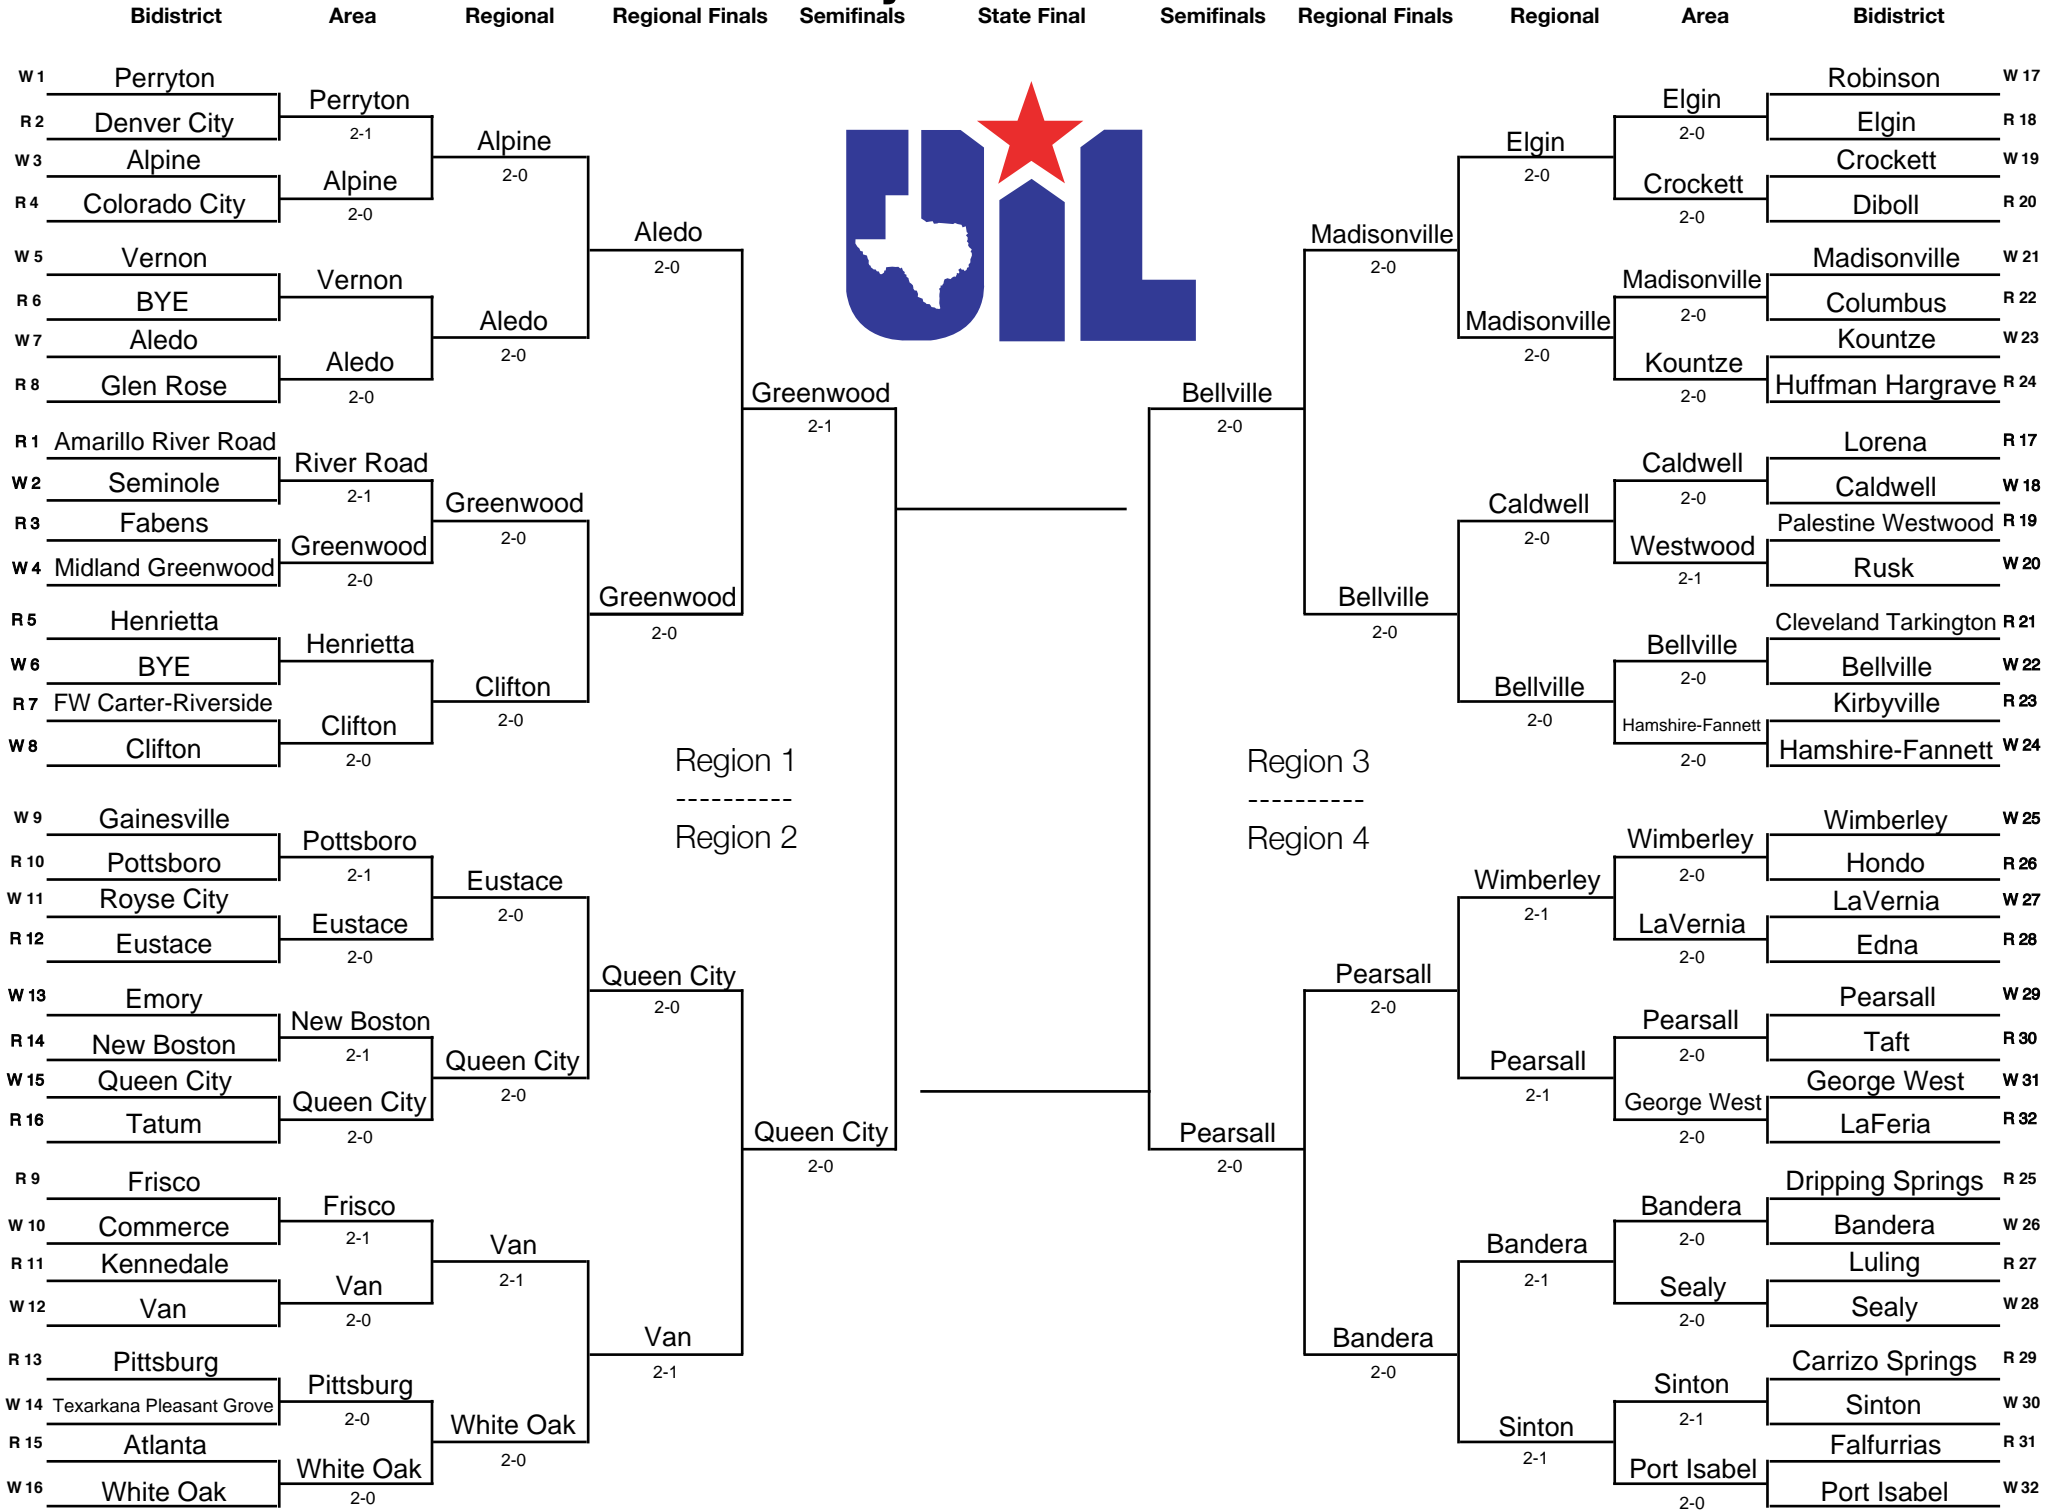 Bidistrict Area Regional Regional Finals Semifinals State Final Semifinals Regional Finals Regional Area Bidistrict
W 1 Perryton
R 2 Denver City
W 3 Alpine
R 4 Colorado City
W 5 Vernon
R 6 BYE
W 7 Aledo
R 8 Glen Rose
R 1 Amarillo River Road
W 2 Seminole
R 3 Fabens
W 4 Midland Greenwood
R 5 Henrietta
W 6 BYE
R 7 FW Carter-Riverside
W 8 Clifton
W 9 Gainesville
R 10 Pottsboro
W 11 Royse City
R 12 Eustace
W 13 Emory
R 14 New Boston
W 15 Queen City
R 16 Tatum
R 9 Frisco
W 10 Commerce
R 11 Kennedale
W 12 Van
R 13 Pittsburg
W 14 Texarkana Pleasant Grove
R 15 Atlanta
W 16 White Oak
Perryton
2-1
Alpine
2-0
Vernon
Aledo
2-0
River Road
2-1
Greenwood
2-0
Henrietta
Clifton
2-0
Pottsboro
2-1
Eustace
2-0
New Boston
2-1
Queen City
2-0
Frisco
2-1
Van
2-0
Pittsburg
2-0
White Oak
2-0
Alpine
2-0
Aledo
2-0
Greenwood
2-0
Clifton
2-0
Eustace
2-0
Queen City
2-0
Van
2-1
White Oak
2-0
Aledo
2-0
Greenwood
2-0
Region 1
----------
Region 2
Queen City
2-0
Van
2-1
Greenwood
2-1
Queen City
2-0
UIL
Bellville
2-0
Pearsall
2-0
Madisonville
2-0
Bellville
2-0
Region 3
----------
Region 4
Pearsall
2-0
Bandera
2-0
Elgin
2-0
Madisonville
2-0
Caldwell
2-0
Bellville
2-0
Wimberley
2-1
Pearsall
2-1
Bandera
2-1
Sinton
2-1
Elgin
2-0
Crockett
2-0
Madisonville
2-0
Kountze
2-0
Caldwell
2-0
Westwood
2-1
Bellville
2-0
Hamshire-Fannett
2-0
Wimberley
2-0
LaVernia
2-0
Pearsall
2-0
George West
2-0
Bandera
2-0
Sealy
2-0
Sinton
2-1
Port Isabel
2-0
Robinson W 17
Elgin R 18
Crockett W 19
Diboll R 20
Madisonville W 21
Columbus R 22
Kountze W 23
Huffman Hargrave R 24
Lorena R 17
Caldwell W 18
Palestine Westwood R 19
Rusk W 20
Cleveland Tarkington R 21
Bellville W 22
Kirbyville R 23
Hamshire-Fannett W 24
Wimberley W 25
Hondo R 26
LaVernia W 27
Edna R 28
Pearsall W 29
Taft R 30
George West W 31
LaFeria R 32
Dripping Springs R 25
Bandera W 26
Luling R 27
Sealy W 28
Carrizo Springs R 29
Sinton W 30
Falfurrias R 31
Port Isabel W 32